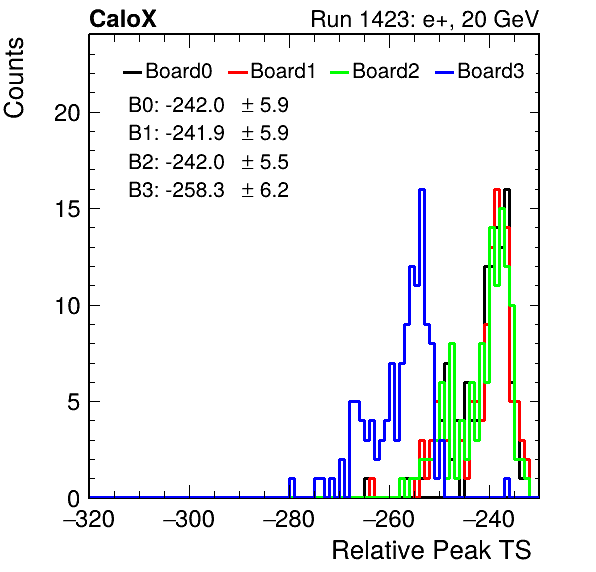 CaloX Run 1423: e+, 20 GeV
Counts
Board0 Board1 Board2 Board3
B0: -242.0 ± 5.9
B1: -241.9 ± 5.9
B2: -242.0 ± 5.5
B3: -258.3 ± 6.2
20
15
10
5
0
−320 −300 −280 −260 −240
Relative Peak TS